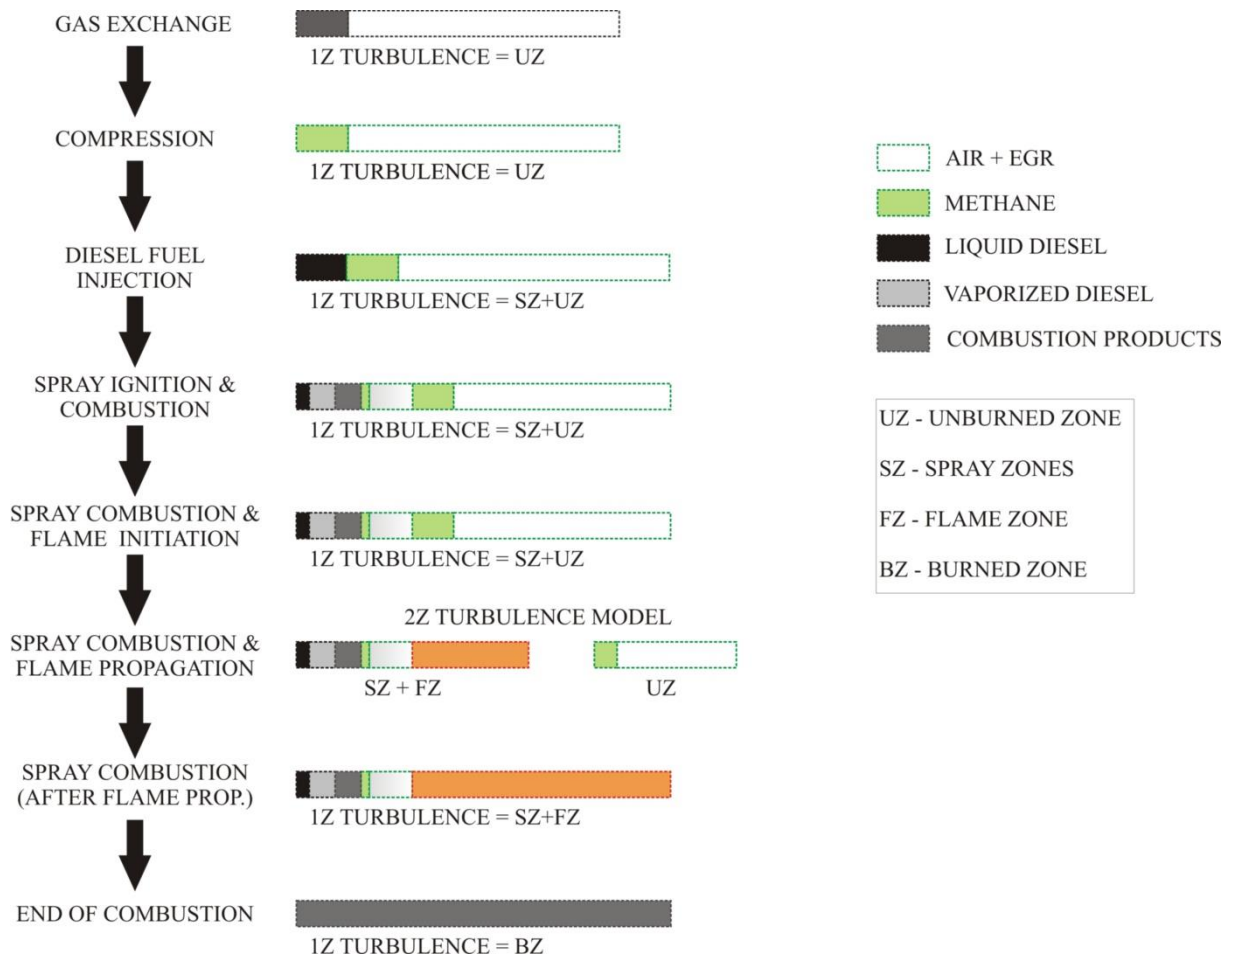 GAS EXCHANGE
1Z TURBULENCE = UZ
COMPRESSION
1Z TURBULENCE = UZ
DIESEL FUEL
INJECTION
1Z TURBULENCE = SZ+UZ
SPRAY IGNITION &
COMBUSTION
1Z TURBULENCE = SZ+UZ
SPRAY COMBUSTION &
FLAME INITIATION
1Z TURBULENCE = SZ+UZ
2Z TURBULENCE MODEL
SPRAY COMBUSTION &
FLAME PROPAGATION
SZ + FZ
UZ
SPRAY COMBUSTION
(AFTER FLAME PROP.)
1Z TURBULENCE = SZ+FZ
END OF COMBUSTION
1Z TURBULENCE = BZ
AIR + EGR
METHANE
LIQUID DIESEL
VAPORIZED DIESEL
COMBUSTION PRODUCTS
UZ - UNBURNED ZONE
SZ - SPRAY ZONES
FZ - FLAME ZONE
BZ - BURNED ZONE